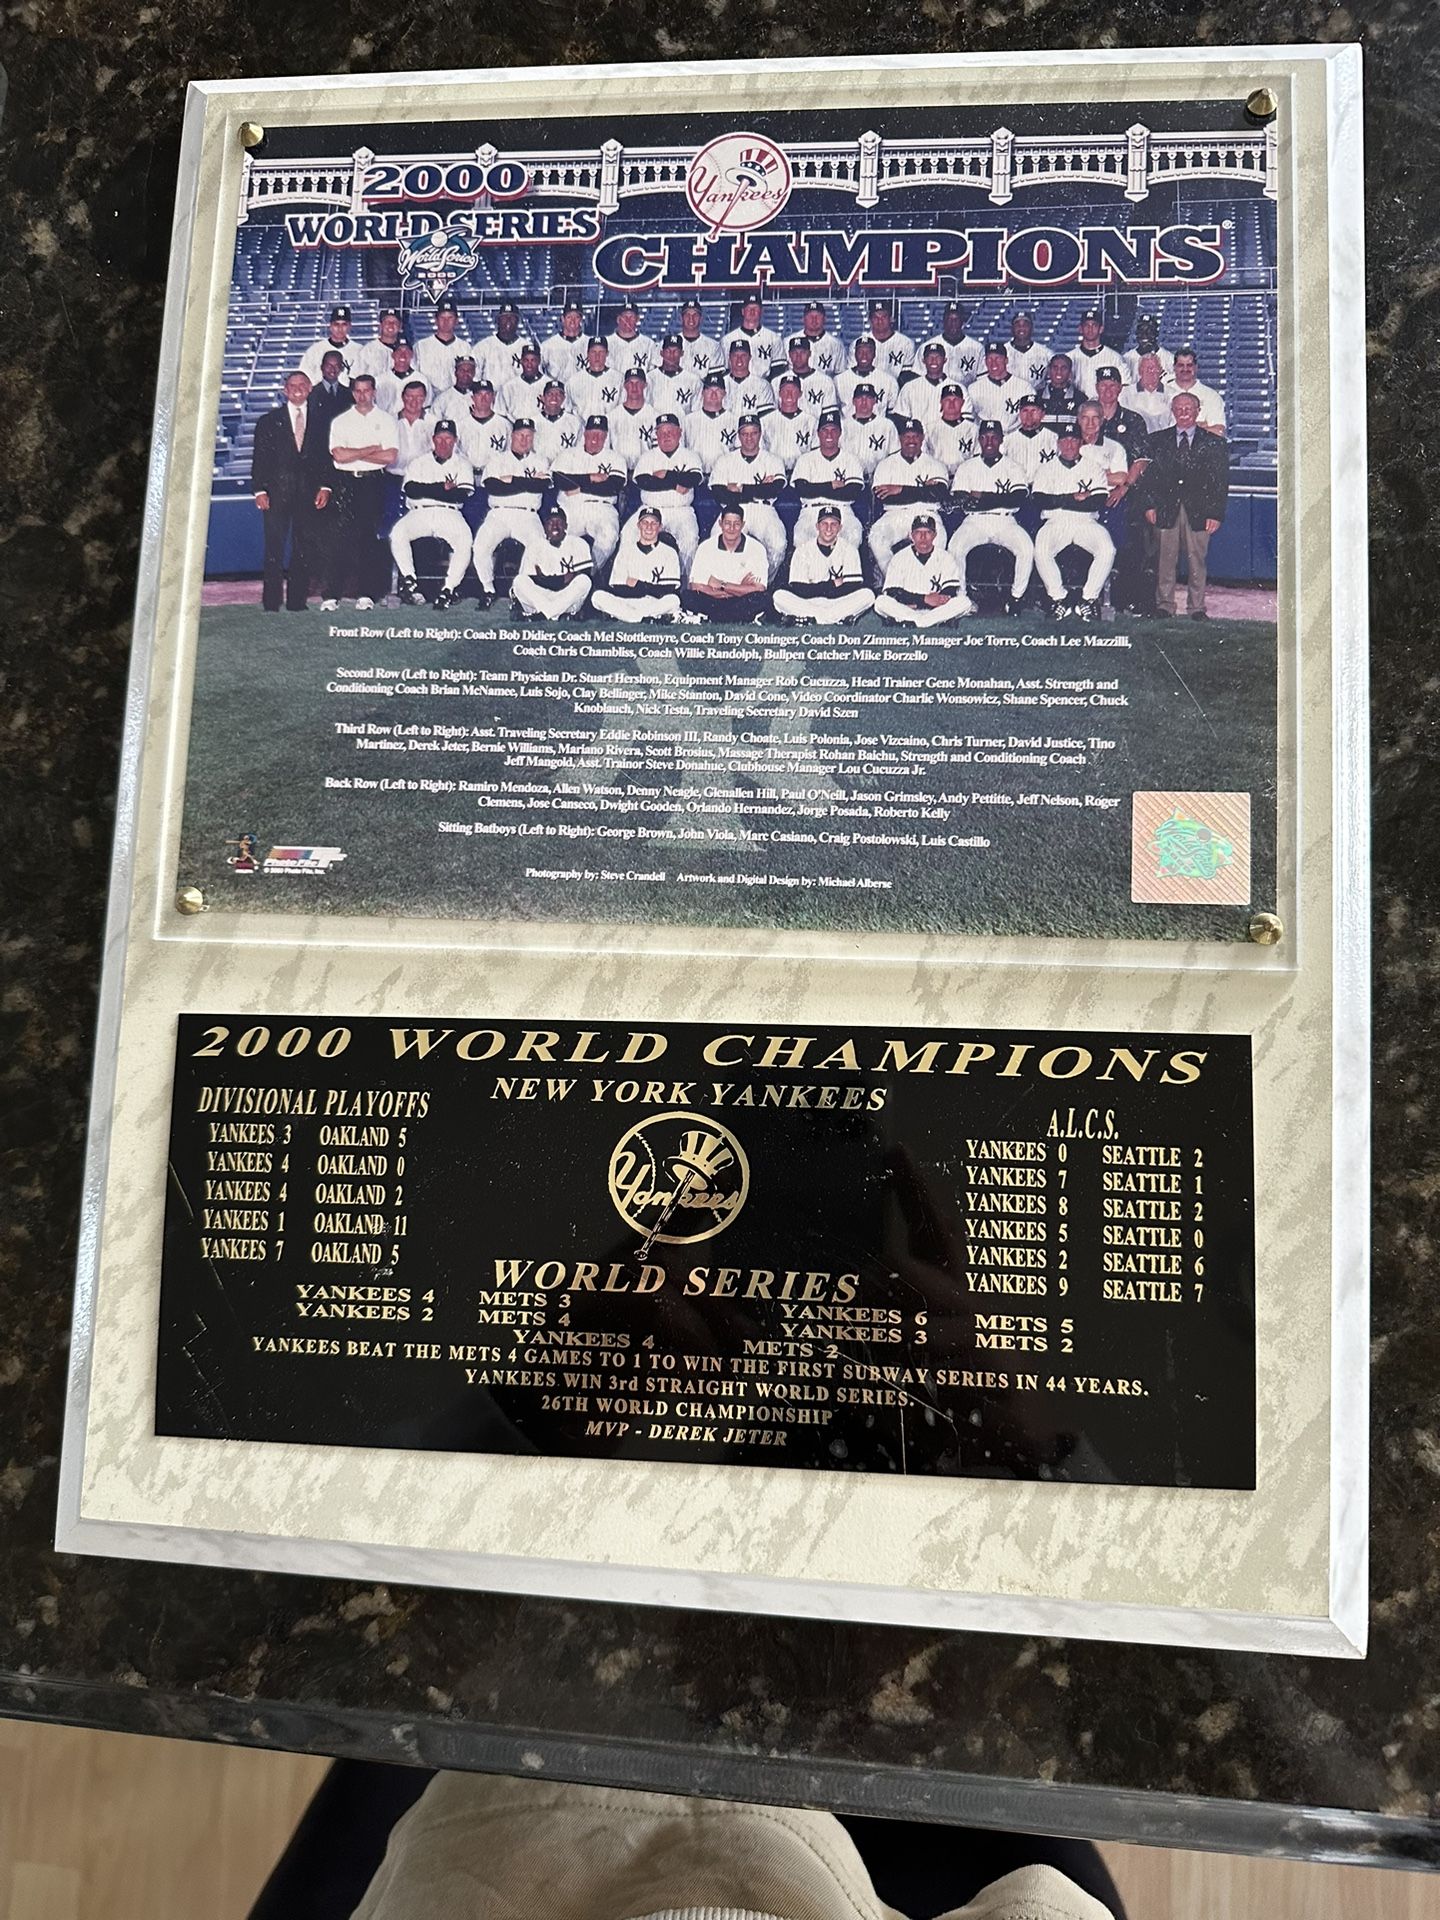 2000
WORLD SERIES
Yankees
CHAMPIONS®
World Series
2000
Front Row (Left to Right): Coach Bob Didier, Coach Mel Stottlemyre, Coach Tony Cloninger, Coach Don Zimmer, Manager Joe Torre, Coach Lee Mazzilli,
Coach Chris Chambliss, Coach Willie Randolph, Bullpen Catcher Mike Borzello
Second Row (Left to Right): Team Physician Dr. Stuart Hershon, Equipment Manager Rob Cucuzza, Head Trainer Gene Monahan, Asst. Strength and
Conditioning Coach Brian McNamee, Luis Sojo, Clay Bellinger, Mike Stanton, David Cone, Video Coordinator Charlie Wonsowicz, Shane Spencer, Chuck
Knoblauch, Nick Testa, Traveling Secretary David Szen
Third Row (Left to Right): Asst. Traveling Secretary Eddie Robinson III, Randy Choate, Luis Polonia, Jose Vizcaino, Chris Turner, David Justice, Tino
Martinez, Derek Jeter, Bernie Williams, Mariano Rivera, Scott Brosius, Massage Therapist Rohan Baichu, Strength and Conditioning Coach
Jeff Mangold, Asst. Trainor Steve Donahue, Clubhouse Manager Lou Cucuzza Jr.
Back Row (Left to Right): Ramiro Mendoza, Allen Watson, Denny Neagle, Glenallen Hill, Paul O'Neill, Jason Grimsley, Andy Pettitte, Jeff Nelson, Roger
Clemens, Jose Canseco, Dwight Gooden, Orlando Hernandez, Jorge Posada, Roberto Kelly
Sitting Batboys (Left to Right): George Brown, John Viola, Marc Casiano, Craig Postolowski, Luis Castillo
Photo File
© 2000 Photo File, Inc.
Photography by: Steve Crandell Artwork and Digital Design by: Michael Alberse
2000 WORLD CHAMPIONS
NEW YORK YANKEES
DIVISIONAL PLAYOFFS
YANKEES 3 OAKLAND 5
YANKEES 4 OAKLAND 0
YANKEES 4 OAKLAND 2
YANKEES 1 OAKLAND 11
YANKEES 7 OAKLAND 5
Yankees
A.L.C.S.
YANKEES 0 SEATTLE 2
YANKEES 7 SEATTLE 1
YANKEES 8 SEATTLE 2
YANKEES 5 SEATTLE 0
YANKEES 2 SEATTLE 6
YANKEES 9 SEATTLE 7
WORLD SERIES
YANKEES 4 METS 3 YANKEES 6 METS 5
YANKEES 2 METS 4 YANKEES 3 METS 2
YANKEES 4 METS 2
YANKEES BEAT THE METS 4 GAMES TO 1 TO WIN THE FIRST SUBWAY SERIES IN 44 YEARS.
YANKEES WIN 3rd STRAIGHT WORLD SERIES.
26TH WORLD CHAMPIONSHIP
MVP - DEREK JETER